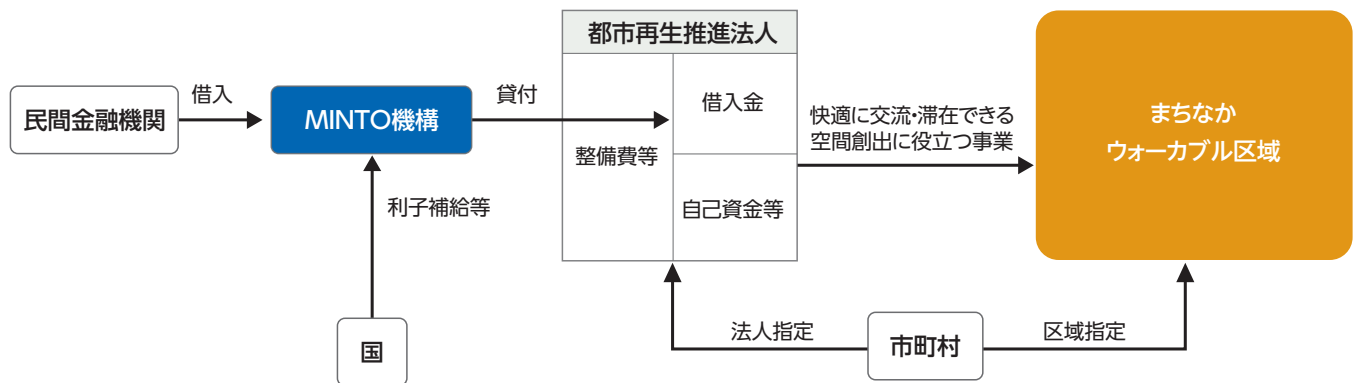 都市再生推進法人
民間金融機関
借入
MINTO機構
貸付
整備費等
借入金
自己資金等
快適に交流・滞在できる
空間創出に役立つ事業
まちなか
ウォーカブル区域
利子補給等
国
法人指定
市町村
区域指定